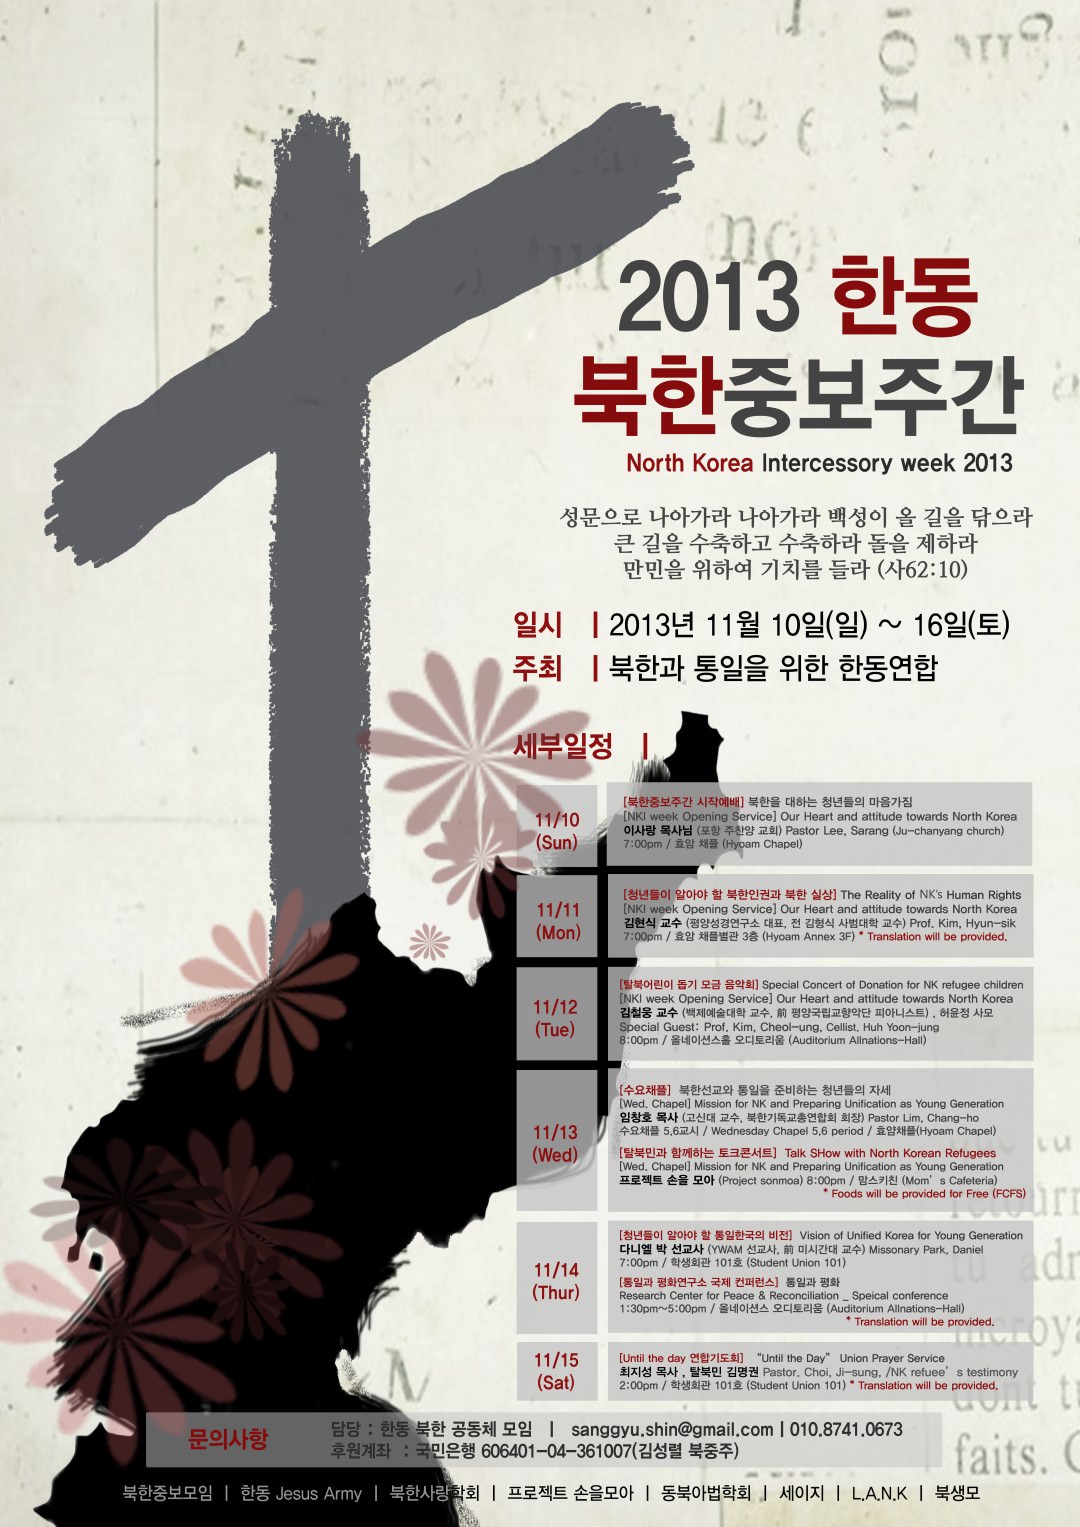 2013 한동
북한중보주간
North Korea Intercessory week 2013
성문으로 나아가라 나아가라 백성이 올 길을 닦으라
큰 길을 수축하고 수축하라 돌을 제하라
만민을 위하여 기치를 들라 (사62:10)
일시 | 2013년 11월 10일(일) ~ 16일(토)
주최 | 북한과 통일을 위한 한동연합
세부일정 |
11/10
(Sun)
[북한중보주간 시작예배] 북한을 대하는 청년들의 마음가짐
[NKI week Opening Service] Our Heart and attitude towards North Korea
이사랑 목사님 (포항 주찬양 교회) Pastor Lee, Sarang (Ju-chanyang church)
7:00pm / 효암 채플 (Hyoam Chapel)
11/11
(Mon)
[청년들이 알아야 할 북한인권과 북한 실상] The Reality of NK's Human Rights
[NKI week Opening Service] Our Heart and attitude towards North Korea
김현식 교수 (평양성경연구소 대표, 전 김형식 사범대학 교수) Prof. Kim, Hyun-sik
7:00pm / 효암 채플별관 3층 (Hyoam Annex 3F) * Translation will be provided.
11/12
(Tue)
[탈북어린이 돕기 모금 음악회] Special Concert of Donation for NK refugee children
[NKI week Opening Service] Our Heart and attitude towards North Korea
김철웅 교수 (백제예술대학 교수, 前 평양국립교향악단 피아니스트) , 허윤정 사모
Special Guest: Prof. Kim, Cheol-ung, Cellist. Huh Yoon-jung
8:00pm / 올네이션스홀 오디토리움 (Auditorium Allnations-Hall)
11/13
(Wed)
[수요채플] 북한선교와 통일을 준비하는 청년들의 자세
[Wed. Chapel] Mission for NK and Preparing Unification as Young Generation
임창호 목사 (고신대 교수, 북한기독교총연합회 회장) Pastor Lim, Chang-ho
수요채플 5,6교시 / Wednesday Chapel 5,6 period / 효암채플(Hyoam Chapel)
[탈북민과 함께하는 토크콘서트] Talk SHow with North Korean Refugees
[Wed. Chapel] Mission for NK and Preparing Unification as Young Generation
프로젝트 손을 모아 (Project sonmoa) 8:00pm / 맘스키친 (Mom's Cafeteria)
* Foods will be provided for Free (FCFS)
11/14
(Thur)
[청년들이 알아야 할 통일한국의 비전] Vision of Unified Korea for Young Generation
다니엘 박 선교사 (YWAM 선교사, 前 미시간대 교수) Missonary Park, Daniel
7:00pm / 학생회관 101호 (Student Union 101)
[통일과 평화연구소 국제 컨퍼런스] 통일과 평화
Research Center for Peace & Reconciliation _ Speical conference
1:30pm~5:00pm / 올네이션스 오디토리움 (Auditorium Allnations-Hall)
* Translation will be provided.
11/15
(Sat)
[Until the day 연합기도회] "Until the Day" Union Prayer Service
최지성 목사 , 탈북민 김명권 Pastor. Choi, Ji-sung, /NK refuee's testimony
2:00pm / 학생회관 101호 (Student Union 101) * Translation will be provided.
문의사항
담당 : 한동 북한 공동체 모임 | sanggyu.shin@gmail.com | 010.8741.0673
후원계좌 : 국민은행 606401-04-361007(김성렬 북중주)
북한중보모임 | 한동 Jesus Army | 북한사랑학회 | 프로젝트 손을모아 | 동북아법학회 | 세이지 | L.A.N.K | 북생모